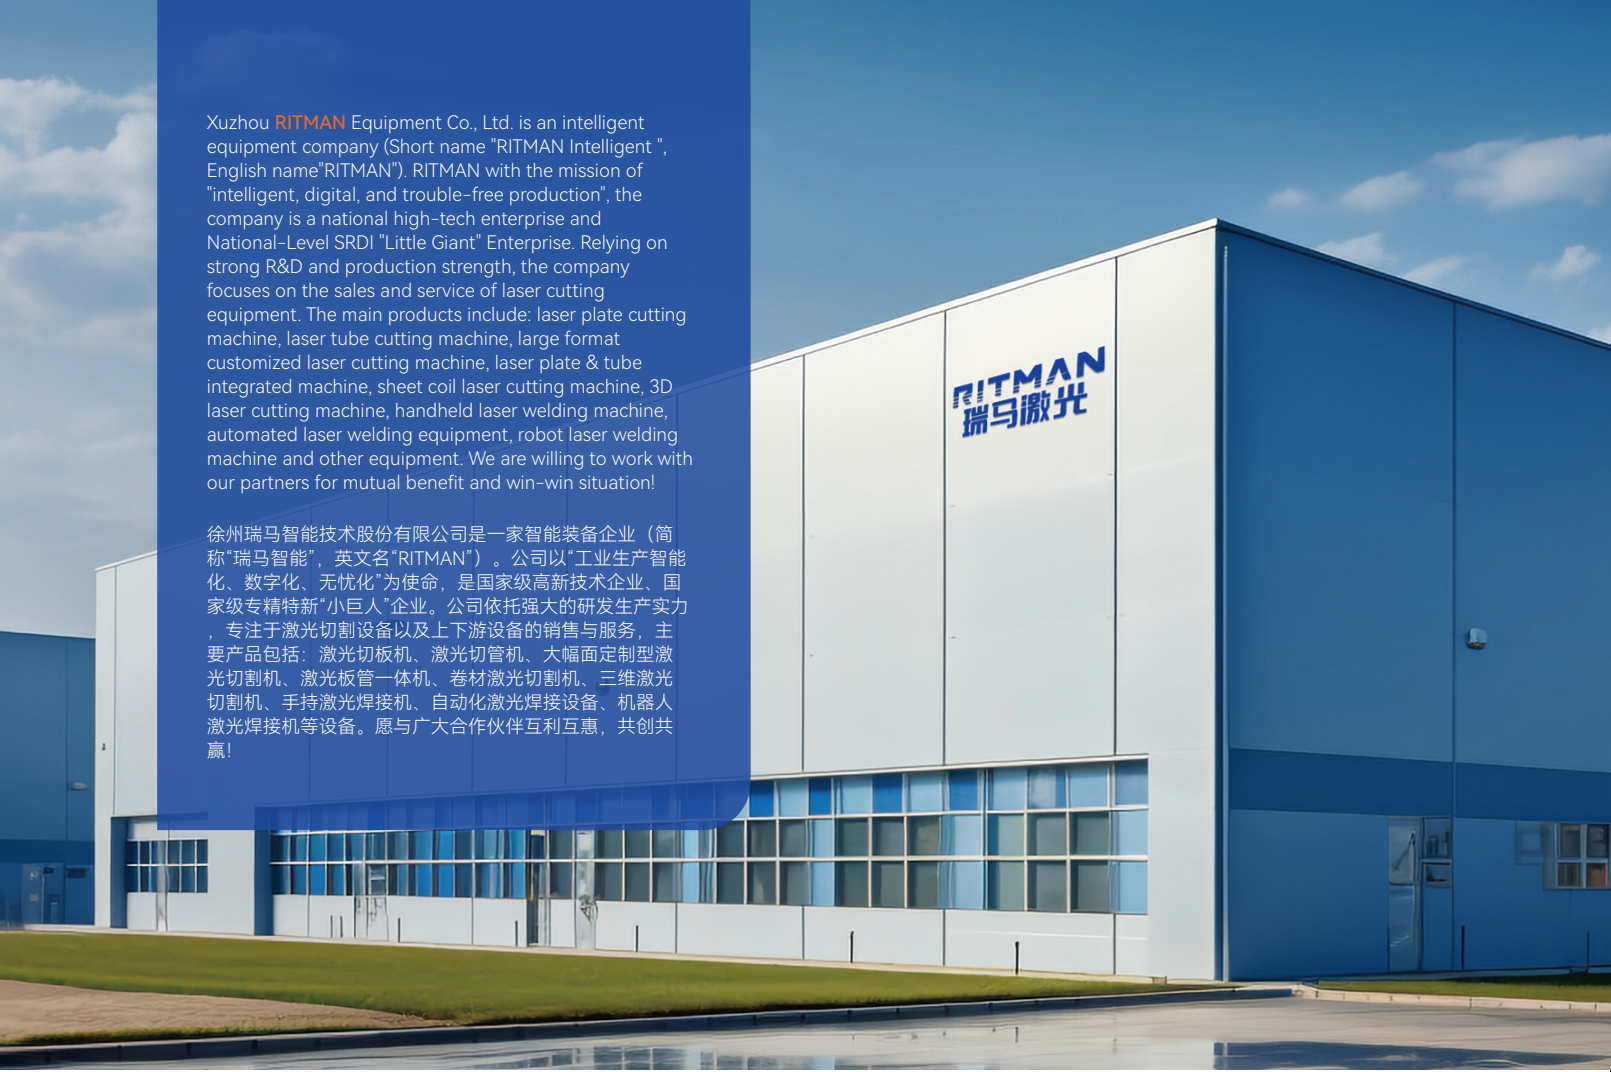 Xuzhou RITMAN Equipment Co., Ltd. is an intelligent
equipment company (Short name "RITMAN Intelligent ",
English name"RITMAN"). RITMAN with the mission of
"intelligent, digital, and trouble-free production", the
company is a national high-tech enterprise and
National-Level SRDI "Little Giant" Enterprise. Relying on
strong R&D and production strength, the company
focuses on the sales and service of laser cutting
equipment. The main products include: laser plate cutting
machine, laser tube cutting machine, large format
customized laser cutting machine, laser plate & tube
integrated machine, sheet coil laser cutting machine, 3D
laser cutting machine, handheld laser welding machine,
automated laser welding equipment, robot laser welding
machine and other equipment. We are willing to work with
our partners for mutual benefit and win-win situation!
徐州瑞马智能技术股份有限公司是一家智能装备企业（简
称“瑞马智能”，英文名“RITMAN”）。公司以“工业生产智能
化、数字化、无忧化”为使命，是国家级高新技术企业、国
家级专精特新“小巨人”企业。公司依托强大的研发生产实力
，专注于激光切割设备以及上下游设备的销售与服务，主
要产品包括：激光切板机、激光切管机、大幅面定制型激
光切割机、激光板管一体机、卷材激光切割机、三维激光
切割机、手持激光焊接机、自动化激光焊接设备、机器人
激光焊接机等设备。愿与广大合作伙伴互利互惠，共创共
赢！
RITMAN
瑞马激光